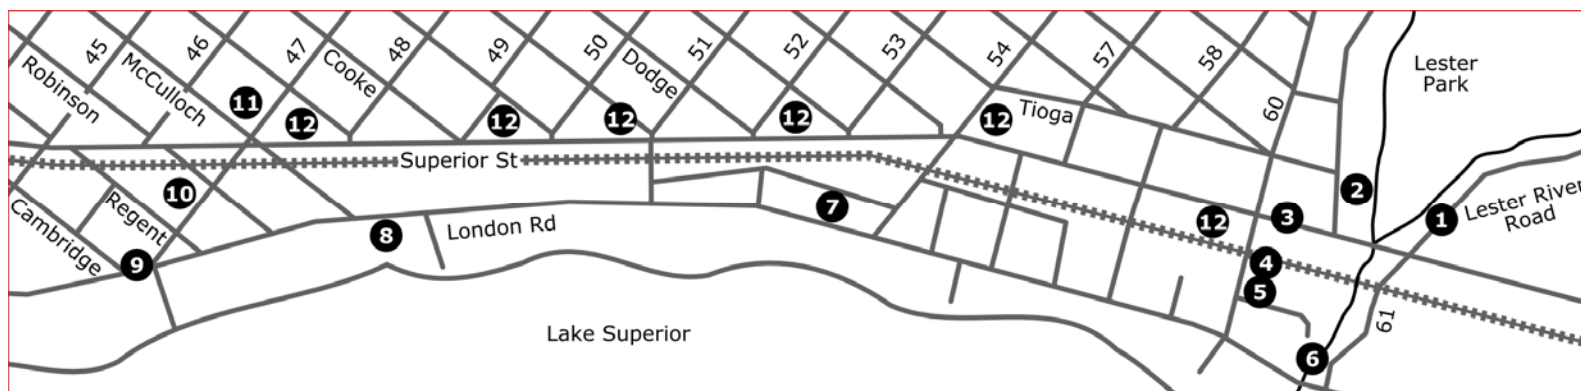 45
46
47
48
49
50
51
52
53
54
57
58
60
61
Robinson
McCulloch
Cooke
Dodge
Tioga
Lester
Park
11
12
12
12
12
12
Superior St
10
Regent
Cambridge
9
8
London Rd
7
2
1
Lester River
Road
12
3
4
5
6
Lake Superior